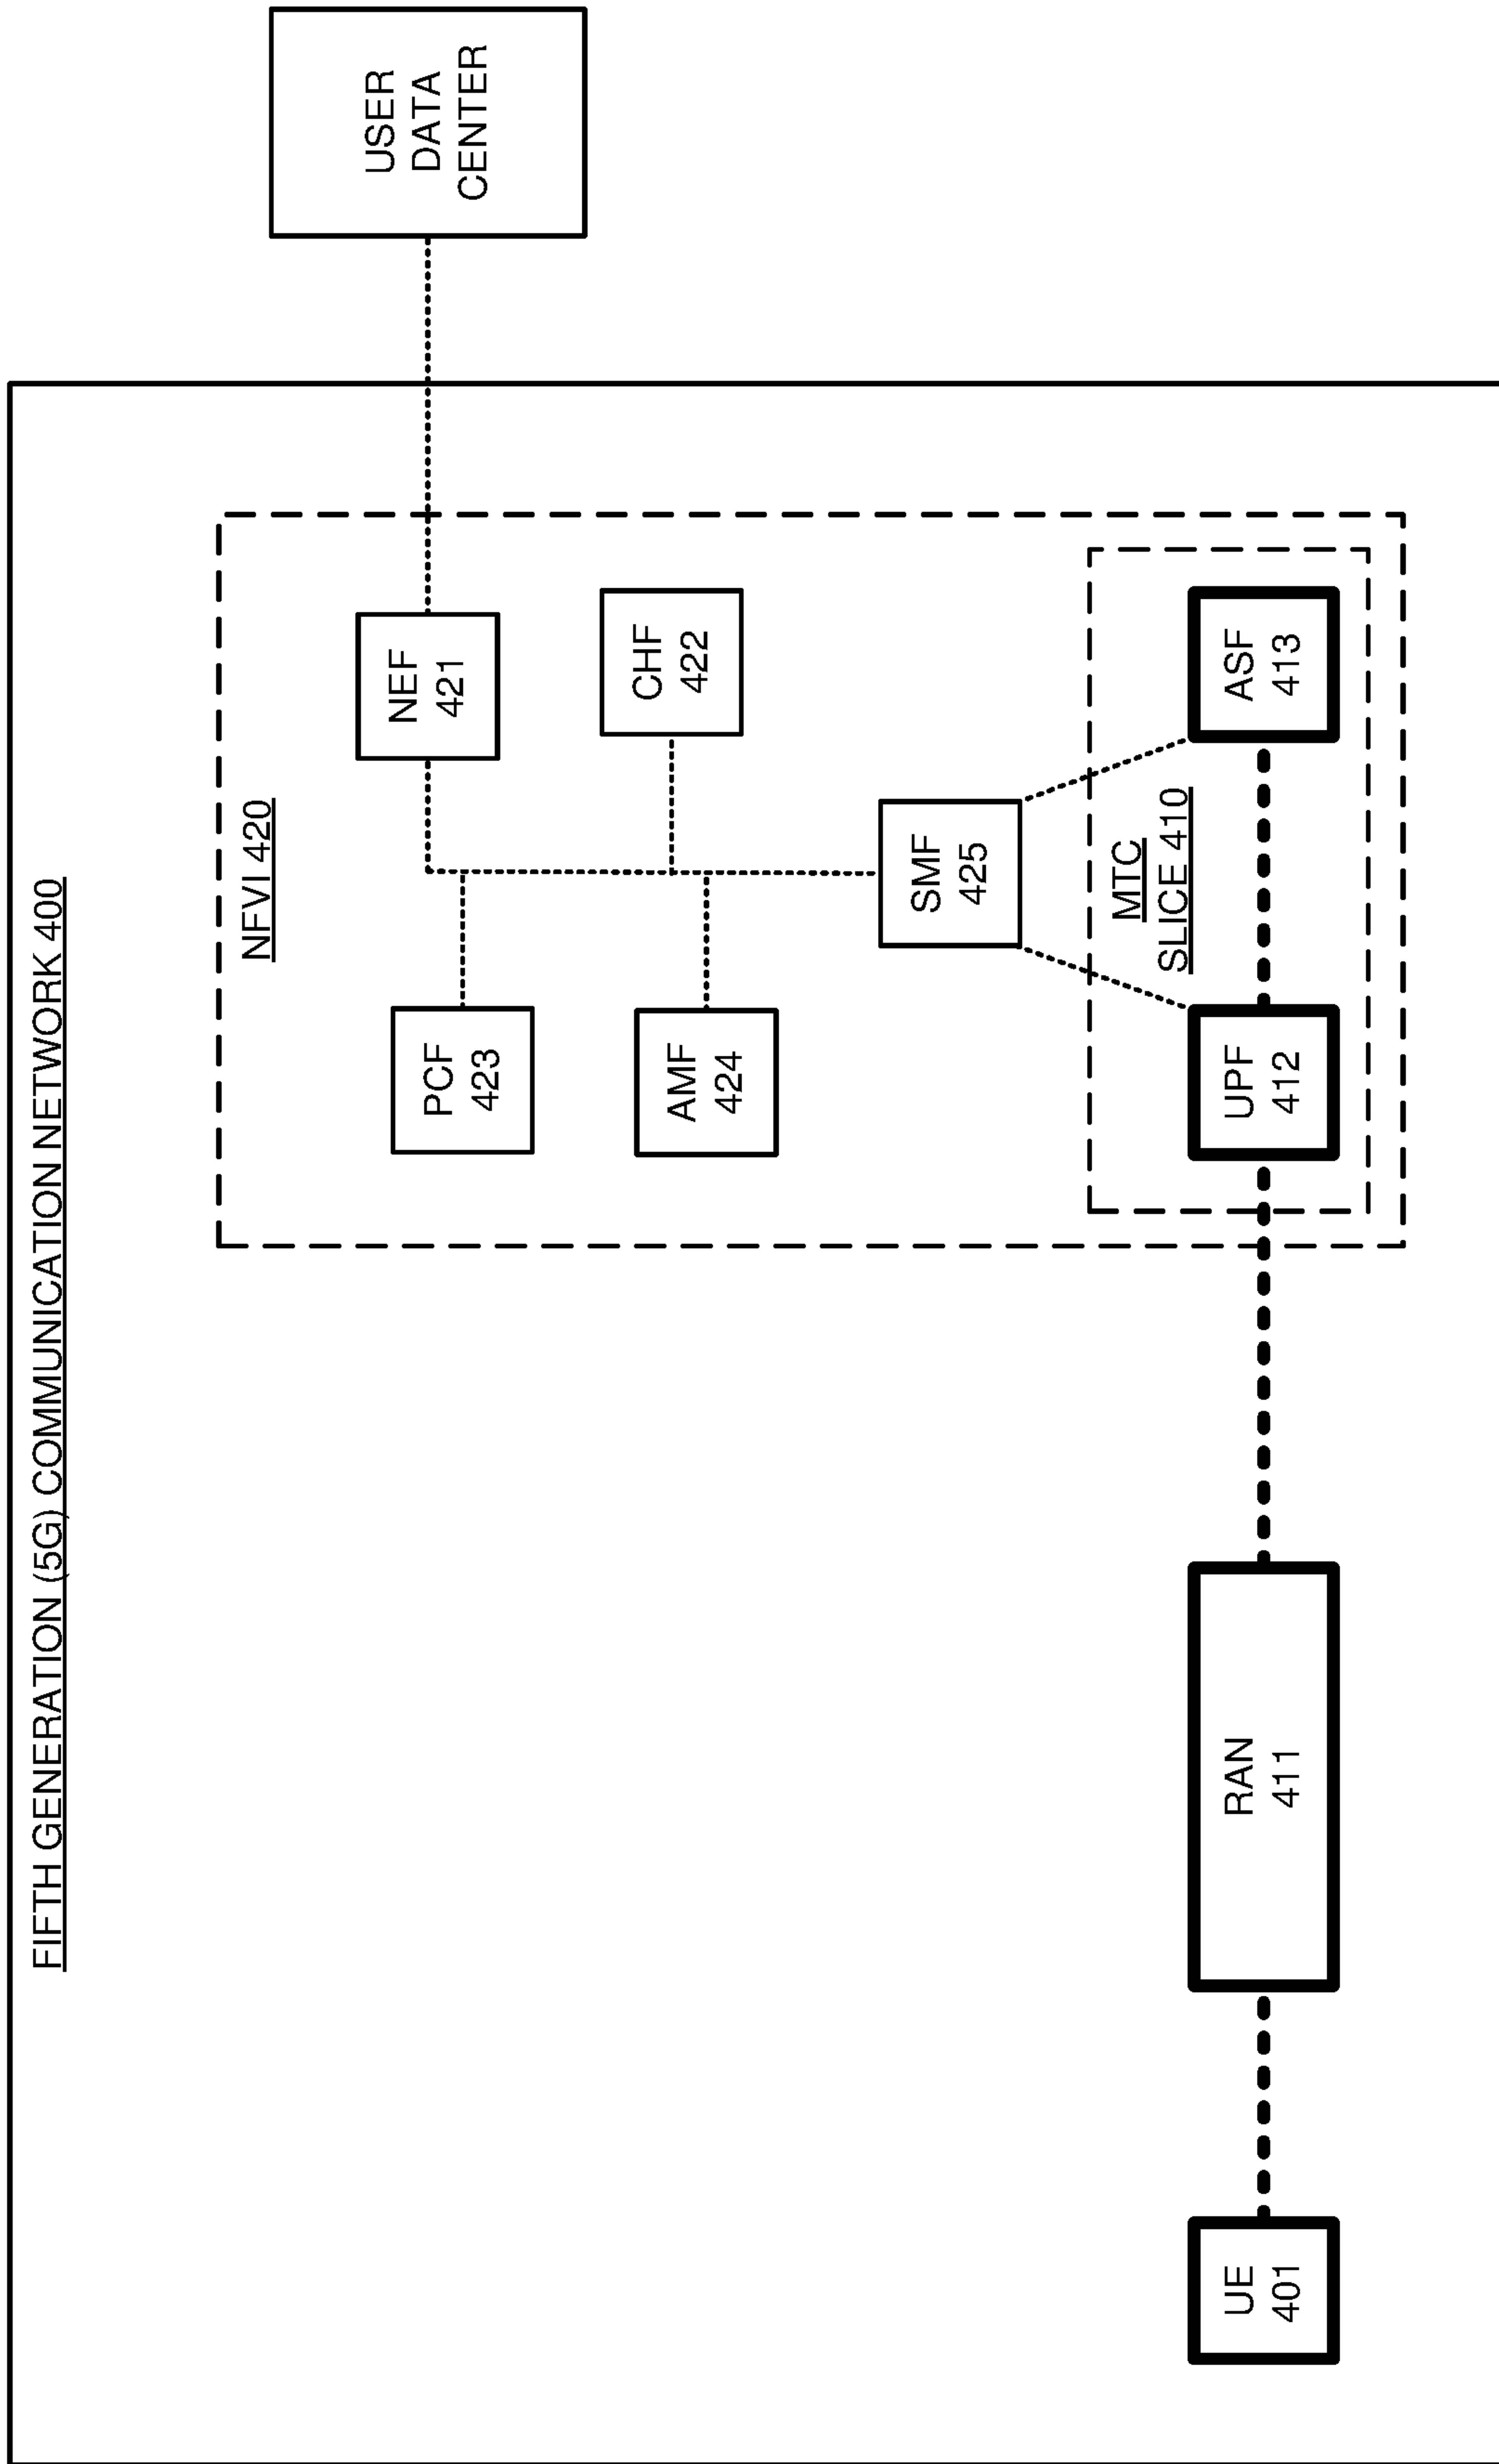 FIFTH GENERATION (5G) COMMUNICATION NETWORK 400
NFVI 420
USER
DATA
CENTER
PCF
423
NEF
421
AMF
424
CHF
422
SMF
425
MTC
SLICE 410
UE
401
RAN
411
UPF
412
ASF
413